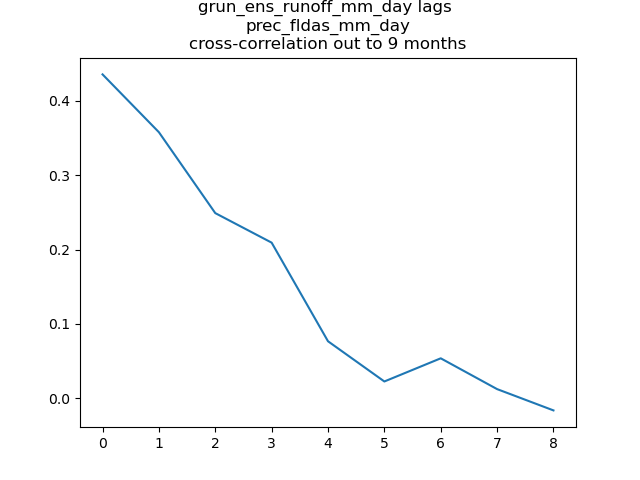 grun_ens_runoff_mm_day lags
prec_fldas_mm_day
cross-correlation out to 9 months
0.4
0.3
0.2
0.1
0.0
0 1 2 3 4 5 6 7 8